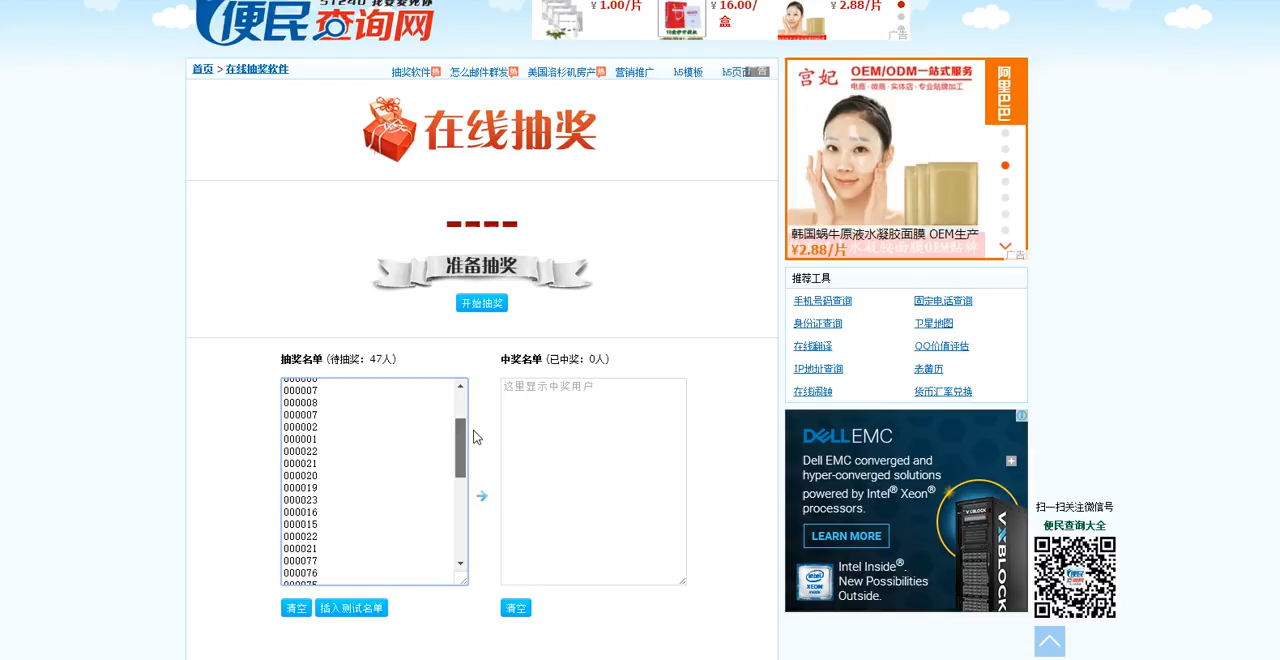 便民查询网
¥ 1.00/片
¥ 16.00/
盒
¥ 2.88/片
广告
首页 > 在线抽奖软件
抽奖软件 怎么邮件群发 美国洛杉矶房产 营销推广 h5模板
在线抽奖
准备抽奖
开始抽奖
抽奖名单 (待抽奖: 47人)
中奖名单 (已中奖: 0人)
000007
000008
000007
000002
000001
000022
000021
000020
000019
000023
000016
000015
000022
000021
000077
000076
这里显示中奖用户
清空
插入测试名单
清空
宫妃
OEM/ODM一站式服务
电商·微商·实体店·专业贴牌加工
阿里巴巴
韩国蜗牛原液水凝胶面膜 OEM生产
¥2.88/片
广告
推荐工具
手机号码查询
固定电话查询
身份证查询
卫星地图
在线翻译
QQ价值评估
IP地址查询
老黄历
在线闹钟
货币汇率兑换
DELLEMC
Dell EMC converged and
hyper-converged solutions
powered by Intel® Xeon®
processors.
LEARN MORE
Intel Inside®.
New Possibilities
Outside.
VXBLOCK
扫一扫关注微信号
便民查询大全